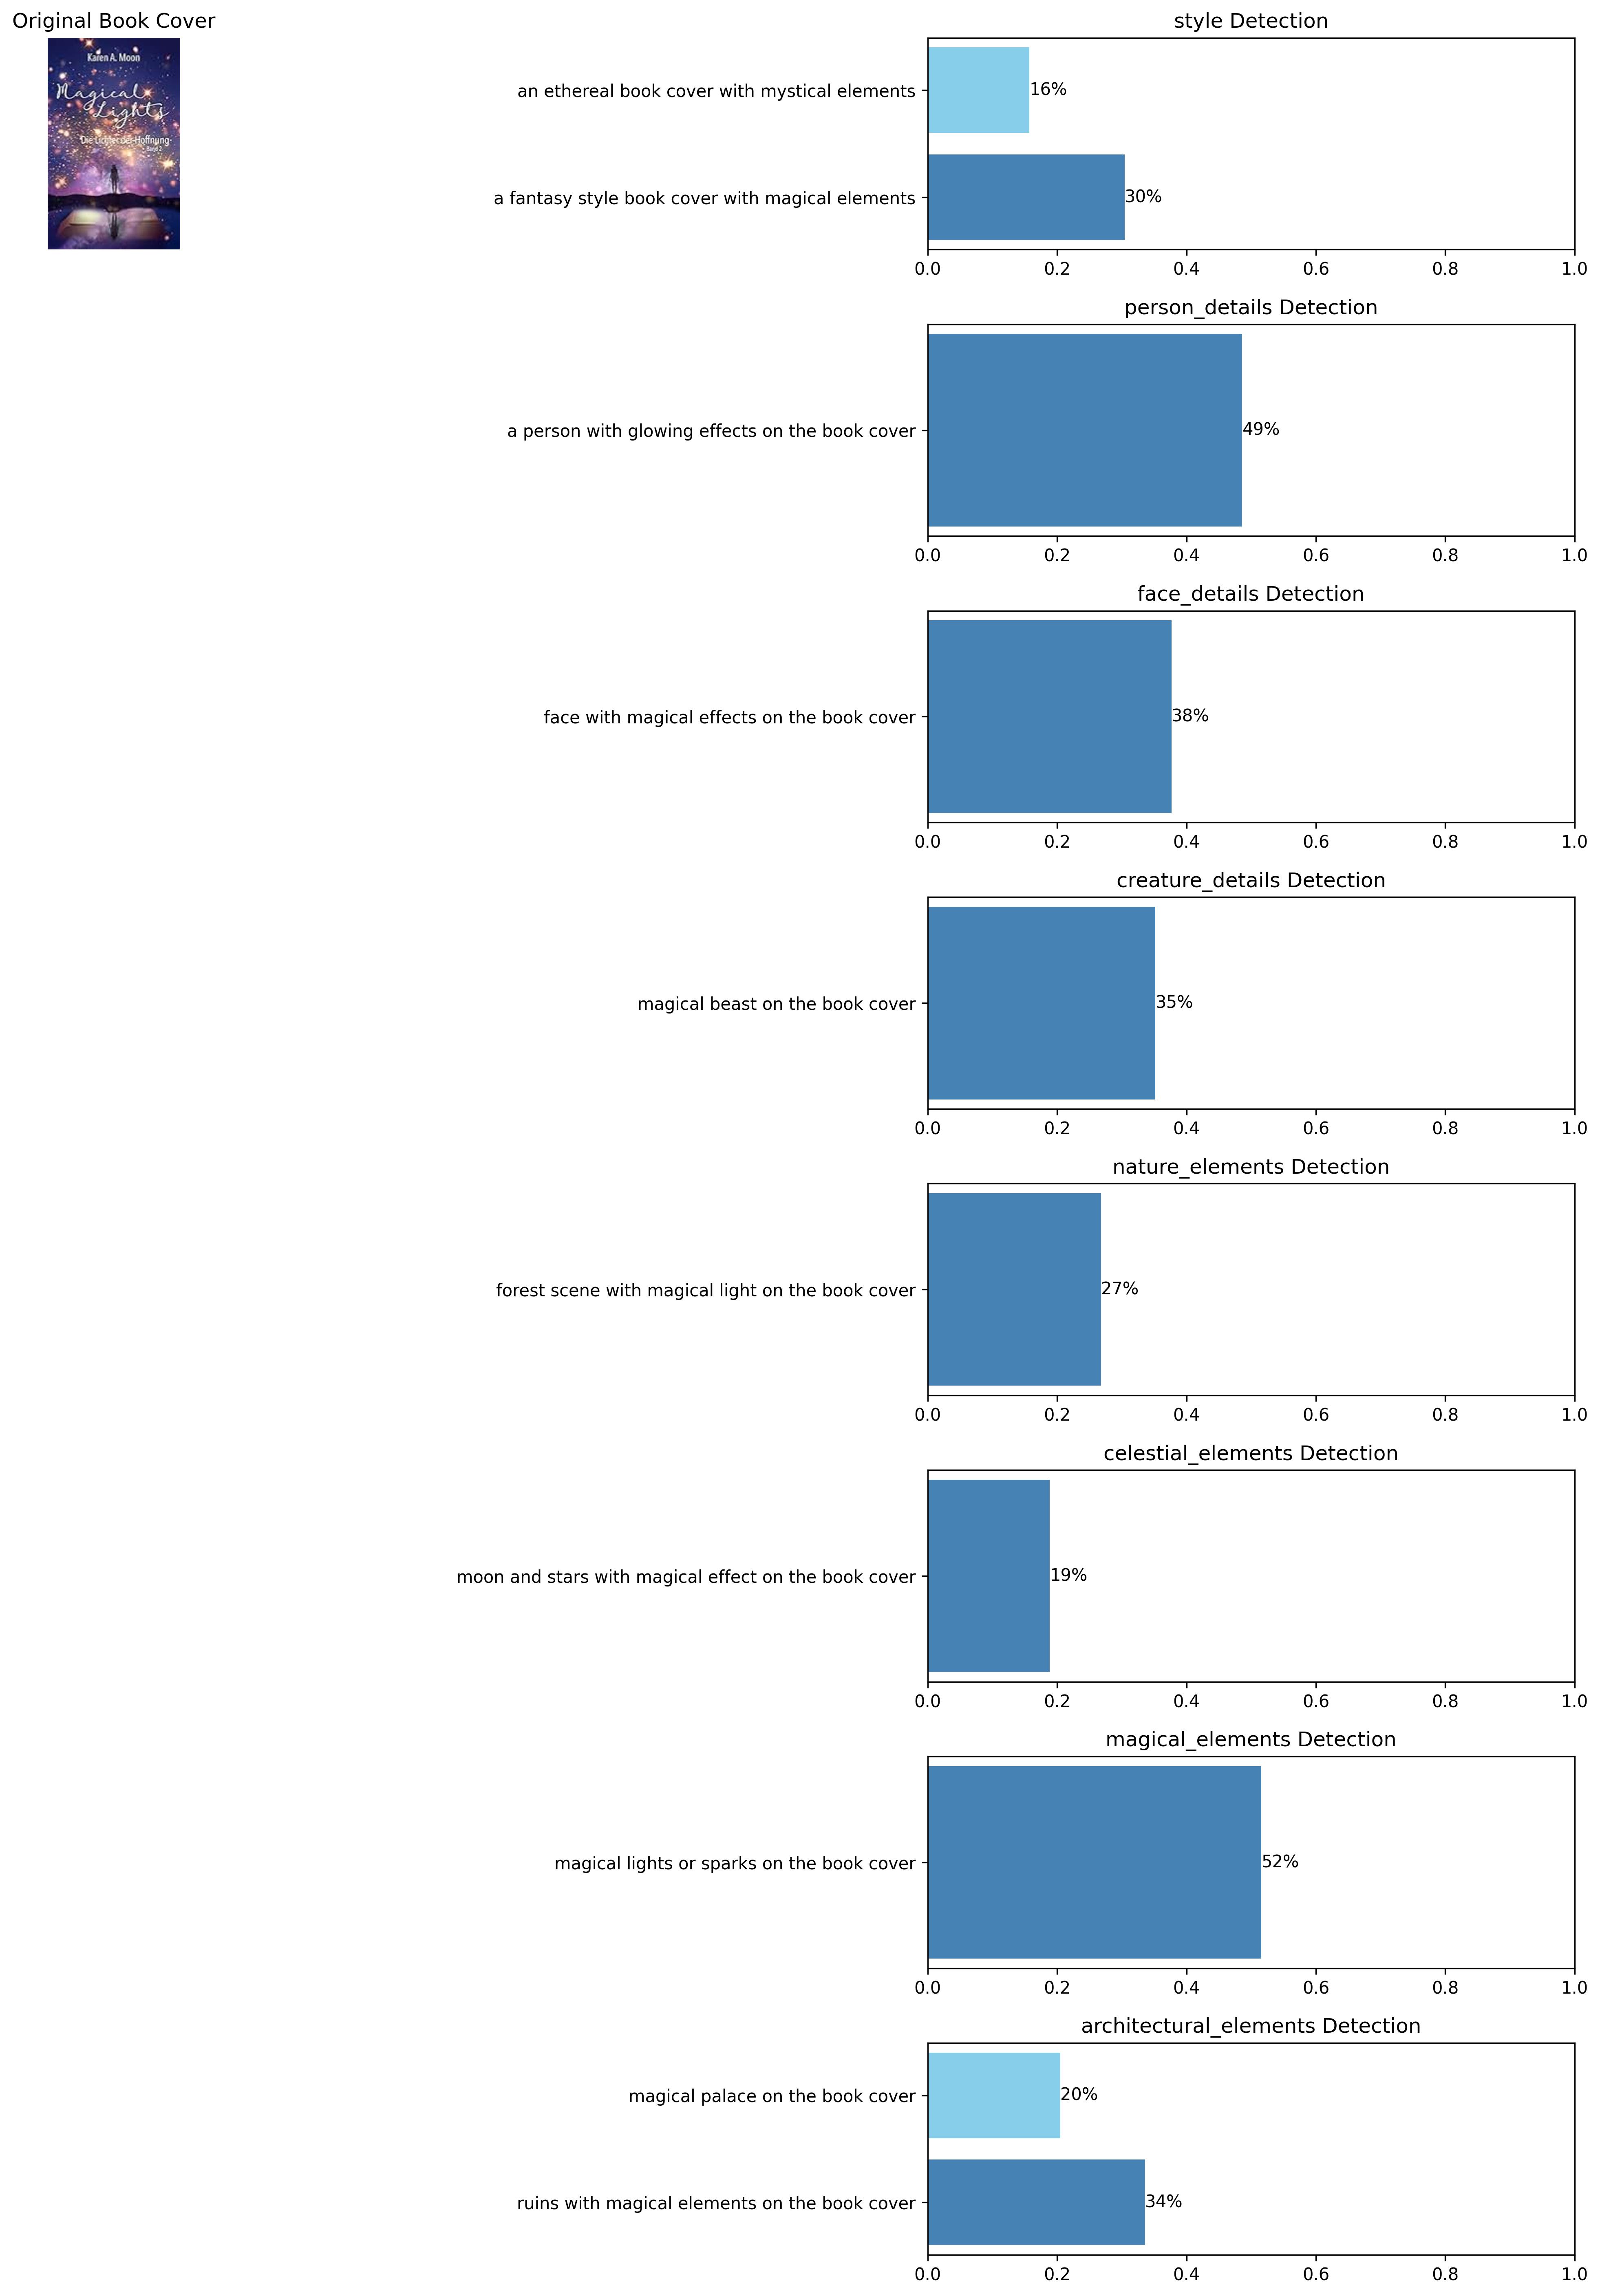 Original Book Cover
Karen A. Moon
Magical
Lights
Die Lichter der Hoffnung
Band 2
style Detection
an ethereal book cover with mystical elements
16%
a fantasy style book cover with magical elements
30%
0.0 0.2 0.4 0.6 0.8 1.0
person_details Detection
a person with glowing effects on the book cover
49%
0.0 0.2 0.4 0.6 0.8 1.0
face_details Detection
face with magical effects on the book cover
38%
0.0 0.2 0.4 0.6 0.8 1.0
creature_details Detection
magical beast on the book cover
35%
0.0 0.2 0.4 0.6 0.8 1.0
nature_elements Detection
forest scene with magical light on the book cover
27%
0.0 0.2 0.4 0.6 0.8 1.0
celestial_elements Detection
moon and stars with magical effect on the book cover
19%
0.0 0.2 0.4 0.6 0.8 1.0
magical_elements Detection
magical lights or sparks on the book cover
52%
0.0 0.2 0.4 0.6 0.8 1.0
architectural_elements Detection
magical palace on the book cover
20%
ruins with magical elements on the book cover
34%
0.0 0.2 0.4 0.6 0.8 1.0